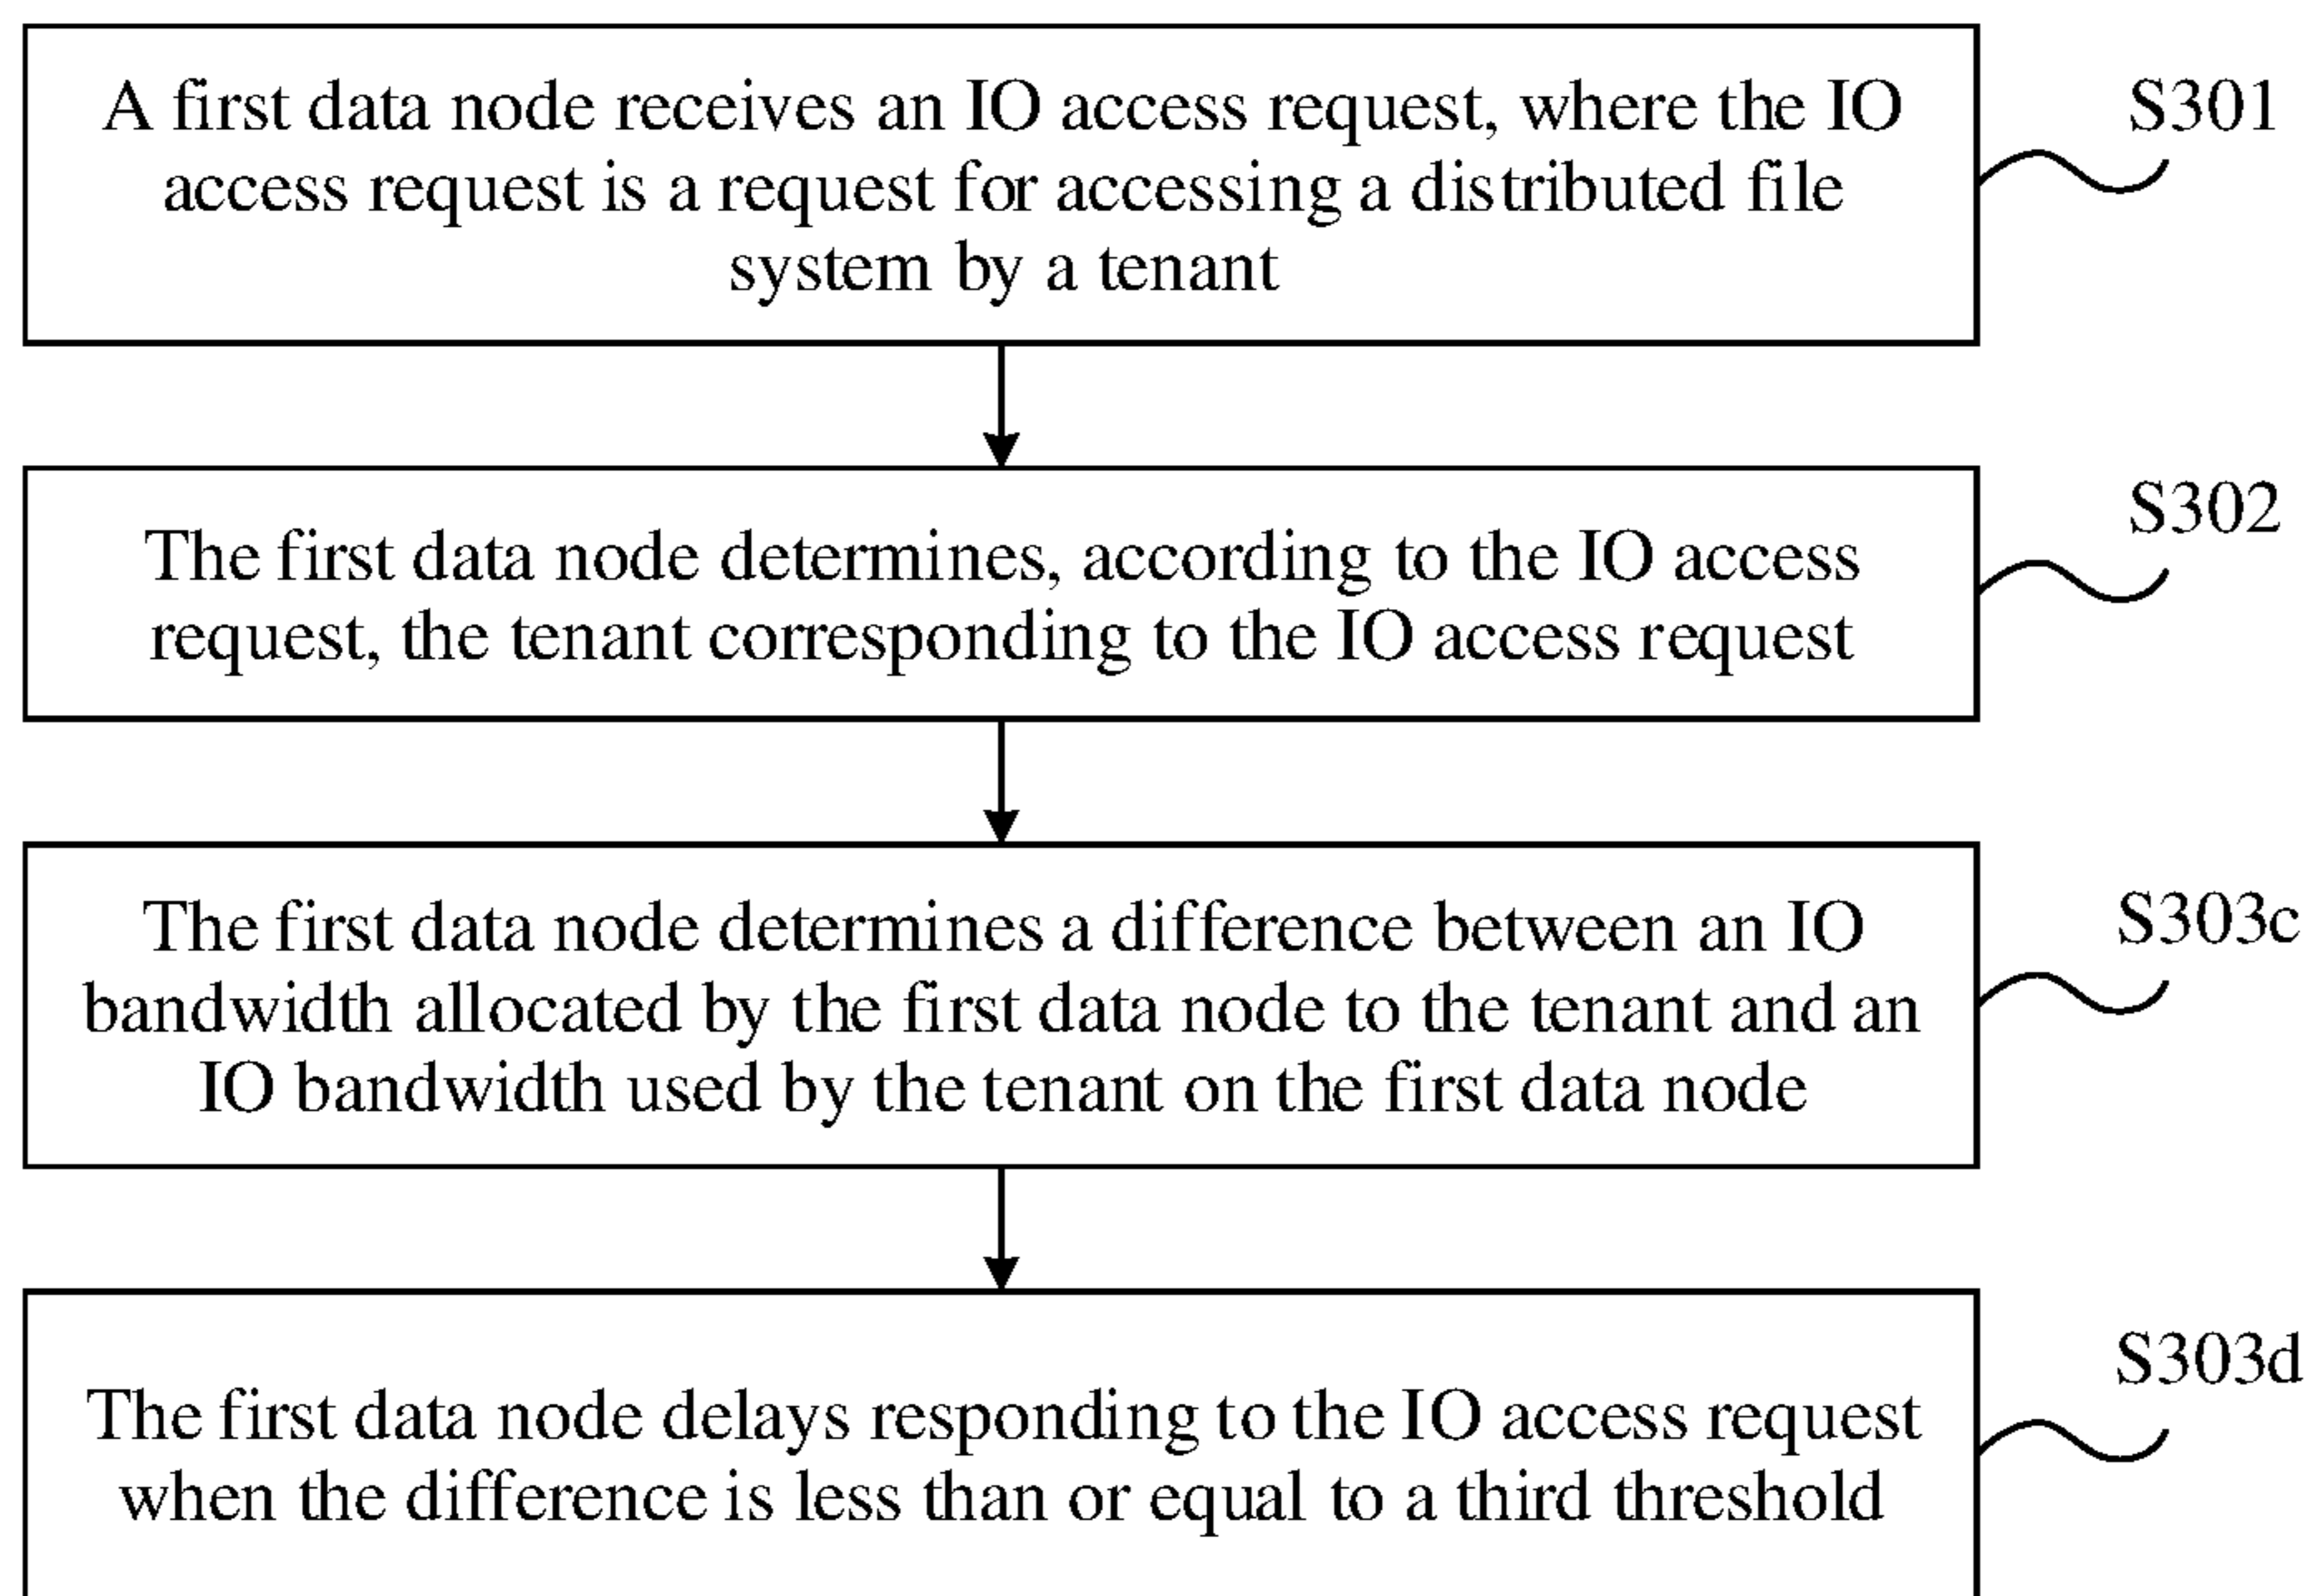 A first data node receives an IO access request, where the IO
access request is a request for accessing a distributed file
system by a tenant
S301
The first data node determines, according to the IO access
request, the tenant corresponding to the IO access request
S302
The first data node determines a difference between an IO
bandwidth allocated by the first data node to the tenant and an
IO bandwidth used by the tenant on the first data node
S303c
The first data node delays responding to the IO access request
when the difference is less than or equal to a third threshold
S303d